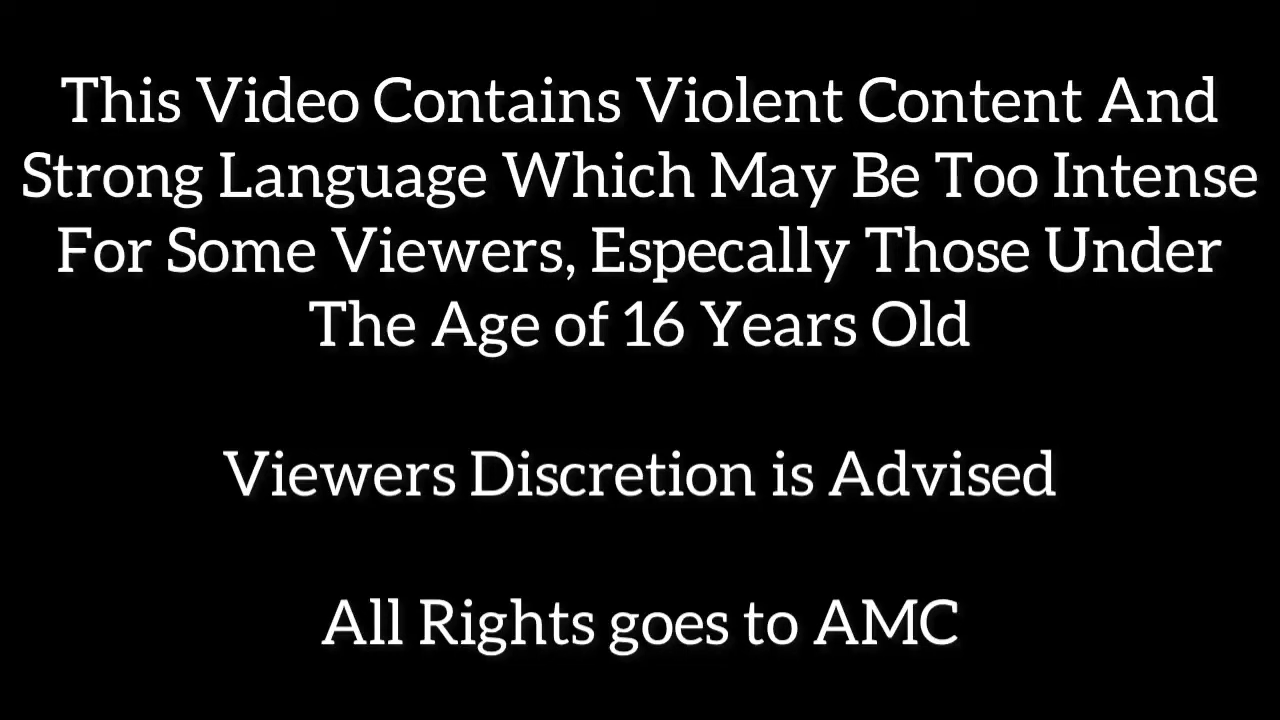 This Video Contains Violent Content And
Strong Language Which May Be Too Intense
For Some Viewers, Especally Those Under
The Age of 16 Years Old
Viewers Discretion is Advised
All Rights goes to AMC